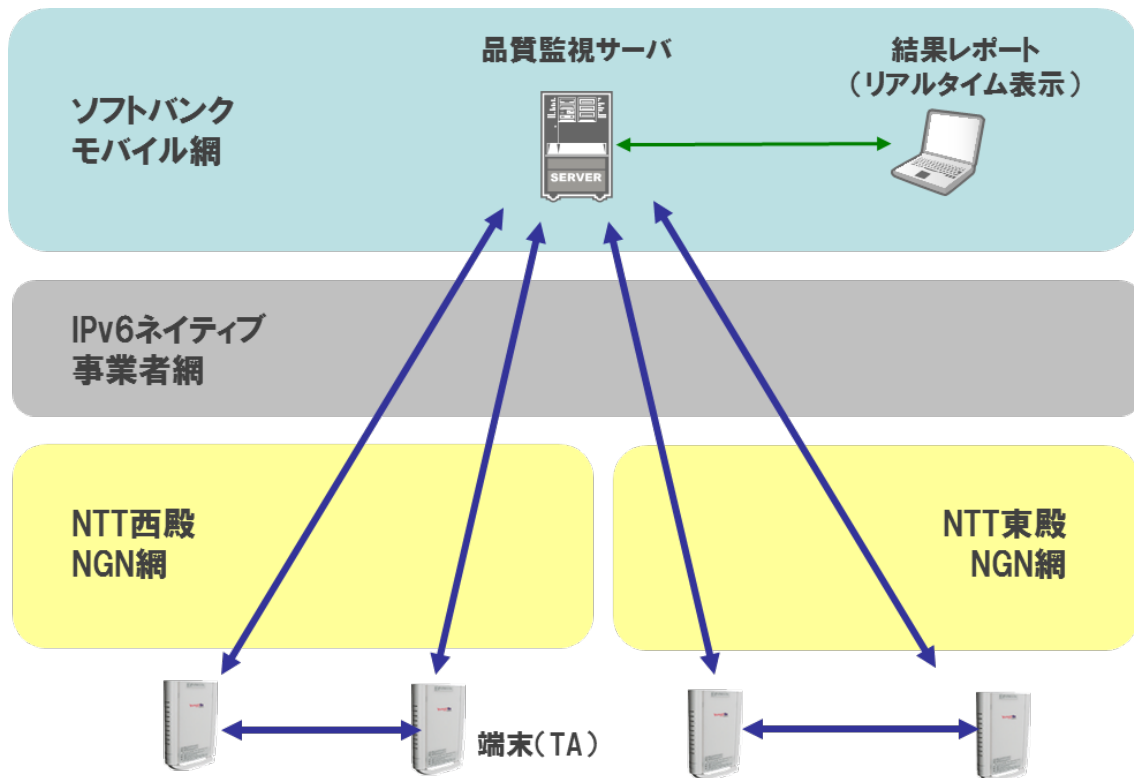 品質監視サーバ
結果レポート
（リアルタイム表示）
ソフトバンク
モバイル網
SERVER
IPv6ネイティブ
事業者網
NTT西殿
NGN網
NTT東殿
NGN網
端末(TA)